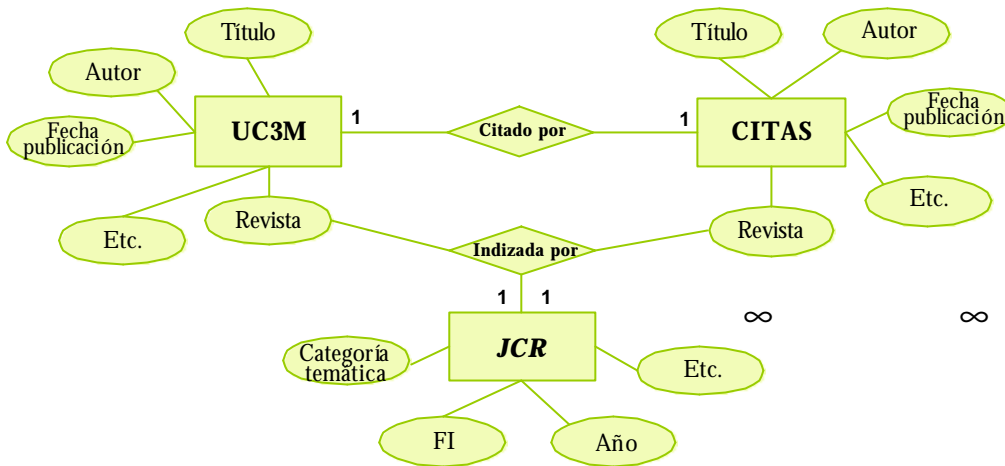 Título
Título
Autor
Autor
UC3M
1
Citado por
1
CITAS
Fecha
publicación
Fecha
publicación
Etc.
Revista
Revista
Etc.
Indizada por
1 1
∞ ∞
Categoría
temática
JCR
Etc.
FI
Año